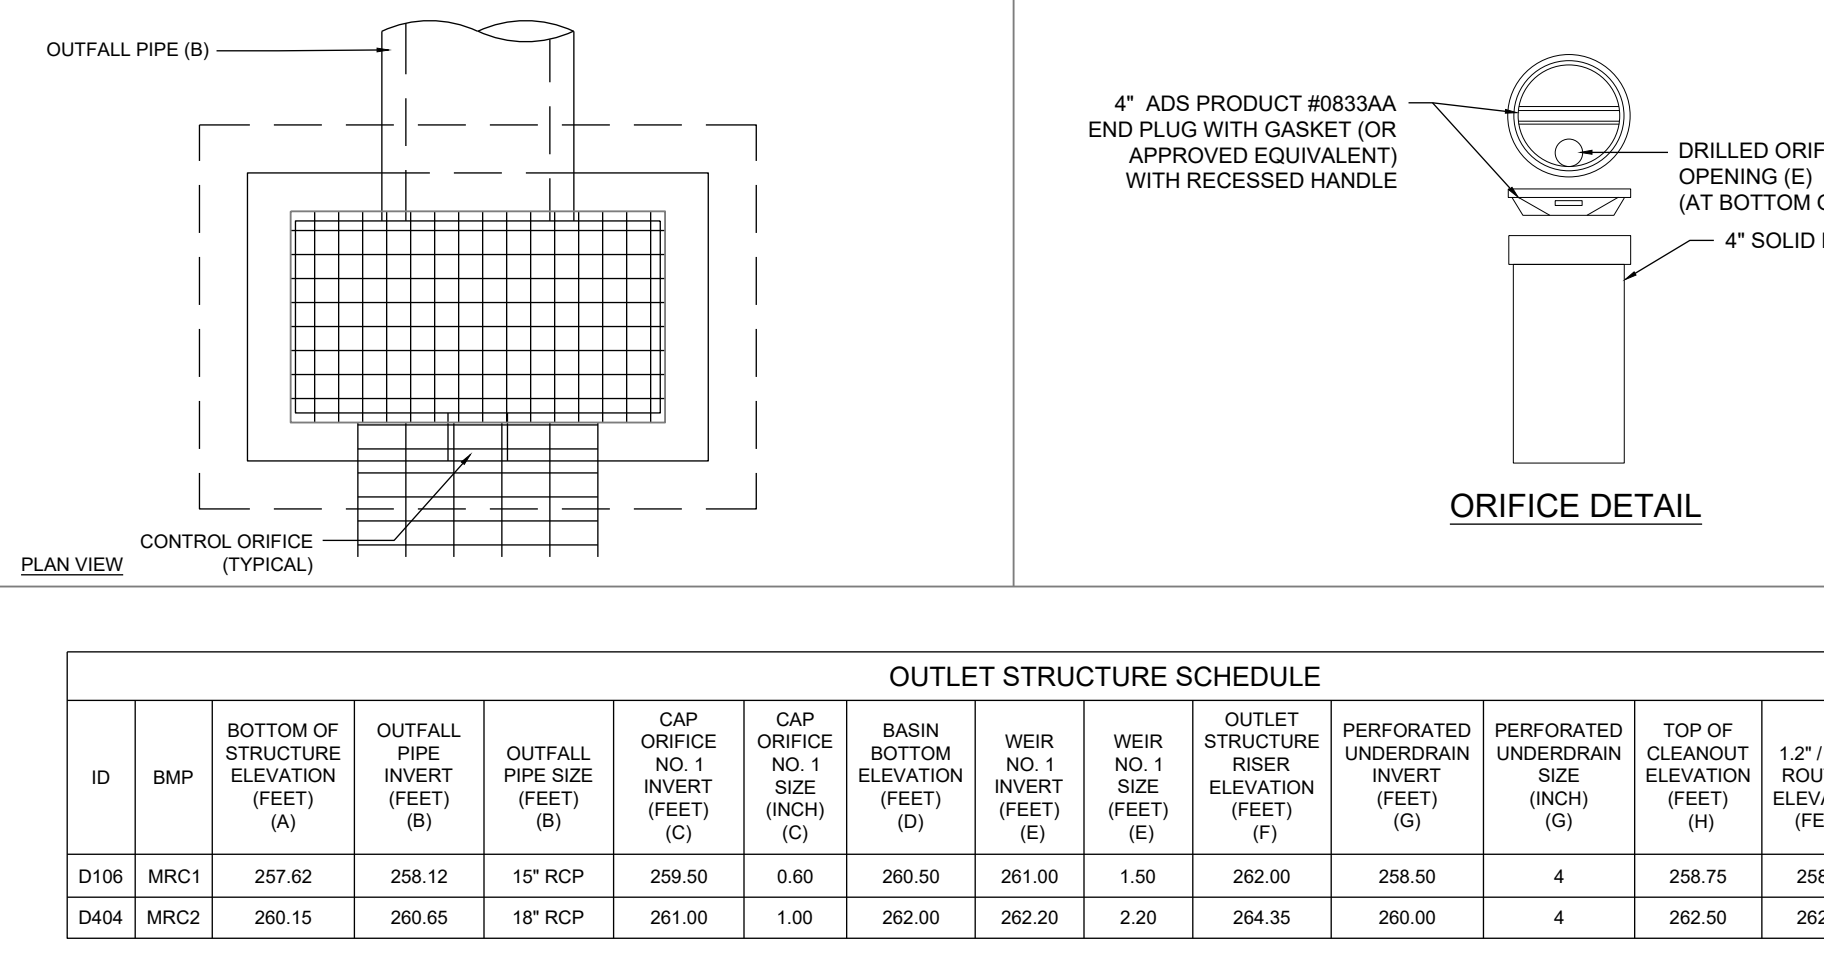 OUTFALL PIPE (B)
CONTROL ORIFICE
(TYPICAL)
PLAN VIEW
4" ADS PRODUCT #0833AA
END PLUG WITH GASKET (OR
APPROVED EQUIVALENT)
WITH RECESSED HANDLE
DRILLED
OPENING (E)
(AT BOTTOM
4" SOLID
ORIFICE DETAIL
OUTLET STRUCTURE SCHEDULE
ID
BMP
BOTTOM OF
STRUCTURE
ELEVATION
(FEET)
(A)
OUTFALL
PIPE
INVERT
(FEET)
(B)
OUTFALL
PIPE SIZE
(FEET)
(B)
CAP
ORIFICE
NO. 1
INVERT
(FEET)
(C)
CAP
ORIFICE
NO. 1
SIZE
(INCH)
(C)
BASIN
BOTTOM
ELEVATION
(FEET)
(D)
WEIR
NO. 1
INVERT
(FEET)
(E)
WEIR
NO. 1
SIZE
(FEET)
(E)
OUTLET
STRUCTURE
RISER
ELEVATION
(FEET)
(F)
PERFORATED
UNDERDRAIN
INVERT
(FEET)
(G)
PERFORATED
UNDERDRAIN
SIZE
(INCH)
(G)
TOP OF
CLEANOUT
ELEVATION
(FEET)
(H)
1.2" /
D106 MRC1 257.62 258.12 15" RCP 259.50 0.60 260.50 261.00 1.50 262.00 258.50 4 258.75
D404 MRC2 260.15 260.65 18" RCP 261.00 1.00 262.00 262.20 2.20 264.35 260.00 4 262.50